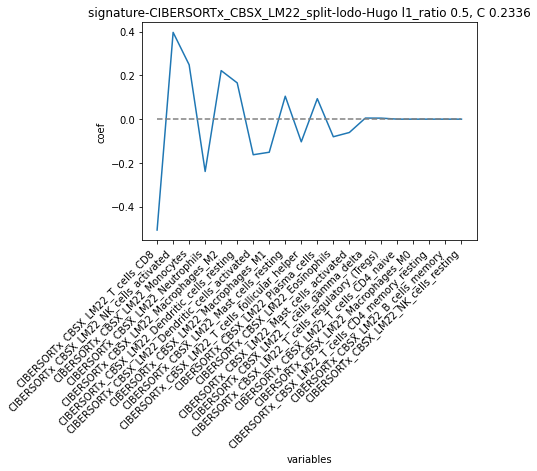 signature-CIBERSORTx_CBSX_LM22_split-lodo-Hugo l1_ratio 0.5, C 0.2336
0.4
0.2
0.0
−0.2
−0.4
coef
CIBERSORTx_CBSX_LM22_T_cells_CD8
CIBERSORTx_CBSX_LM22_NK_cells_activated
CIBERSORTx_CBSX_LM22_Monocytes
CIBERSORTx_CBSX_LM22_Neutrophils
CIBERSORTx_CBSX_LM22_Macrophages_M2
CIBERSORTx_CBSX_LM22_Dendritic_cells_resting
CIBERSORTx_CBSX_LM22_Dendritic_cells_activated
CIBERSORTx_CBSX_LM22_Macrophages_M1
CIBERSORTx_CBSX_LM22_Mast_cells_resting
CIBERSORTx_CBSX_LM22_T_cells_follicular_helper
CIBERSORTx_CBSX_LM22_Plasma_cells
CIBERSORTx_CBSX_LM22_Eosinophils
CIBERSORTx_CBSX_LM22_Mast_cells_activated
CIBERSORTx_CBSX_LM22_T_cells_gamma_delta
CIBERSORTx_CBSX_LM22_T_cells_regulatory_(Tregs)
CIBERSORTx_CBSX_LM22_T_cells_CD4_naive
CIBERSORTx_CBSX_LM22_Macrophages_M0
CIBERSORTx_CBSX_LM22_T_cells_CD4_memory_resting
CIBERSORTx_CBSX_LM22_B_cells_memory
CIBERSORTx_CBSX_LM22_NK_cells_resting
variables